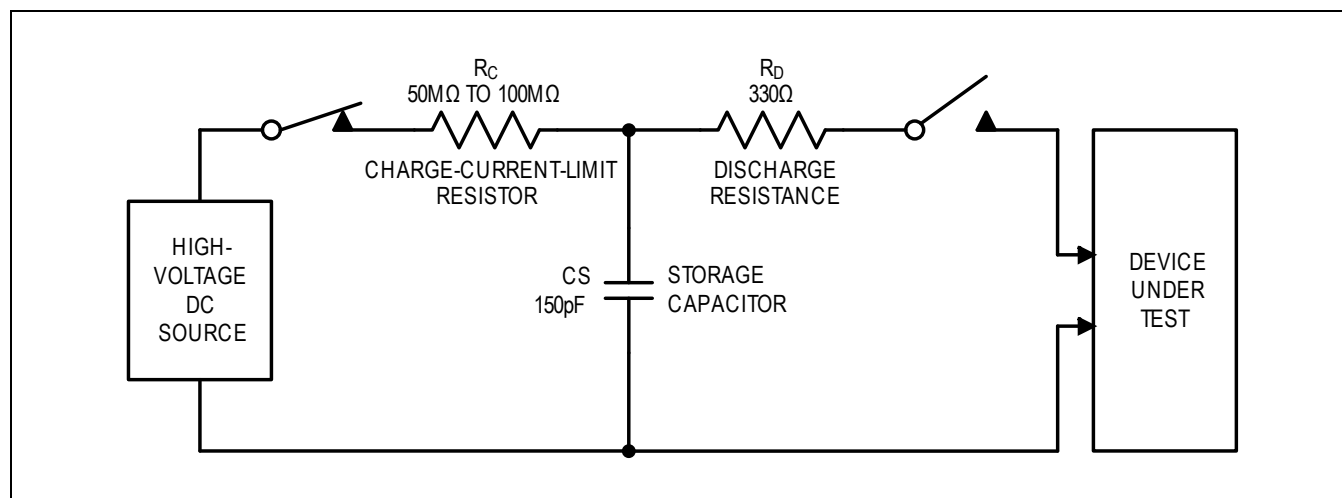 R_C
50MΩ TO 100MΩ
CHARGE-CURRENT-LIMIT
RESISTOR
R_D
330Ω
DISCHARGE
RESISTANCE
HIGH-
VOLTAGE
DC
SOURCE
CS
150pF
STORAGE
CAPACITOR
DEVICE
UNDER
TEST